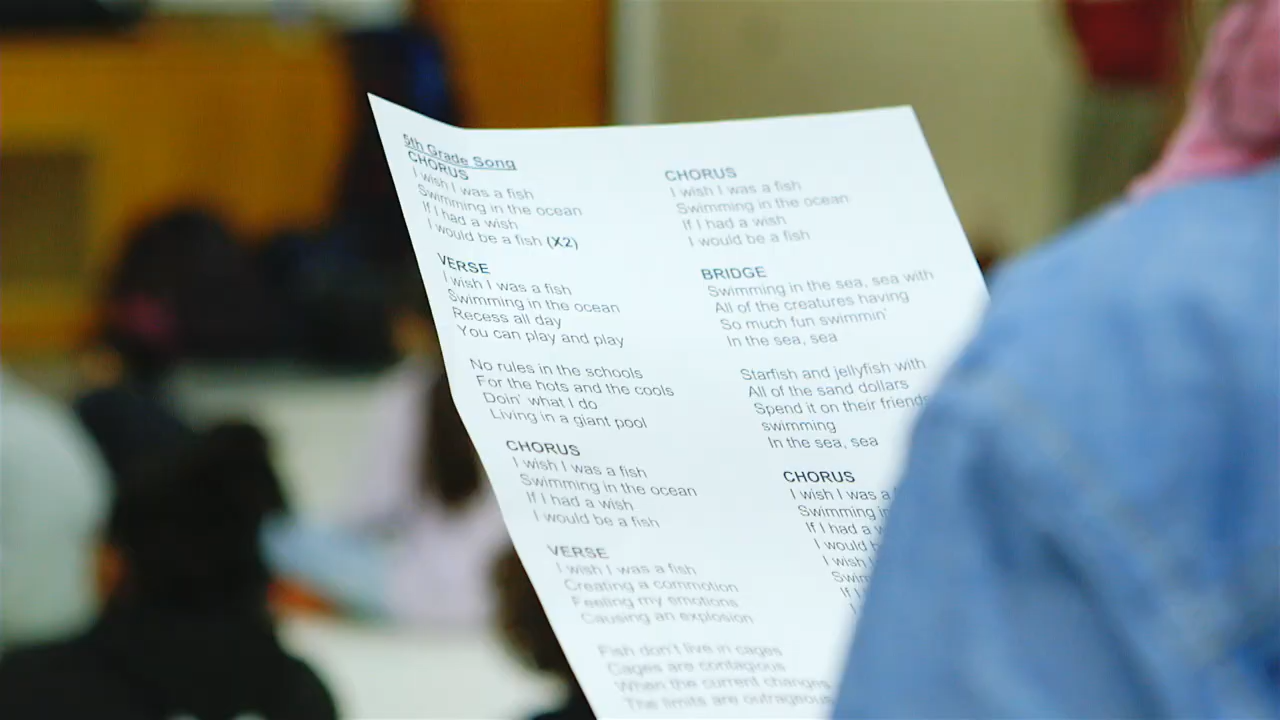 5th Grade Song
CHORUS
I wish I was a fish
Swimming in the ocean
If I had a wish
I would be a fish (X2)
VERSE
I wish I was a fish
Swimming in the ocean
Recess all day
You can play and play
No rules in the schools
For the hots and the cools
Doin' what I do
Living in a giant pool
CHORUS
I wish I was a fish
Swimming in the ocean
If I had a wish
I would be a fish
VERSE
I wish I was a fish
Creating a commotion
Feeling my emotions
Causing an explosion
Fish don't live in cages
Cages are contagious
When the current changes
The limits are outrageous
CHORUS
I wish I was a fish
Swimming in the ocean
If I had a wish
I would be a fish
BRIDGE
Swimming in the sea, sea with
All of the creatures having
So much fun swimmin'
In the sea, sea
Starfish and jellyfish with
All of the sand dollars
Spend it on their friends
swimming
In the sea, sea
CHORUS
I wish I was a
Swimming
If I had a
I would
I wish